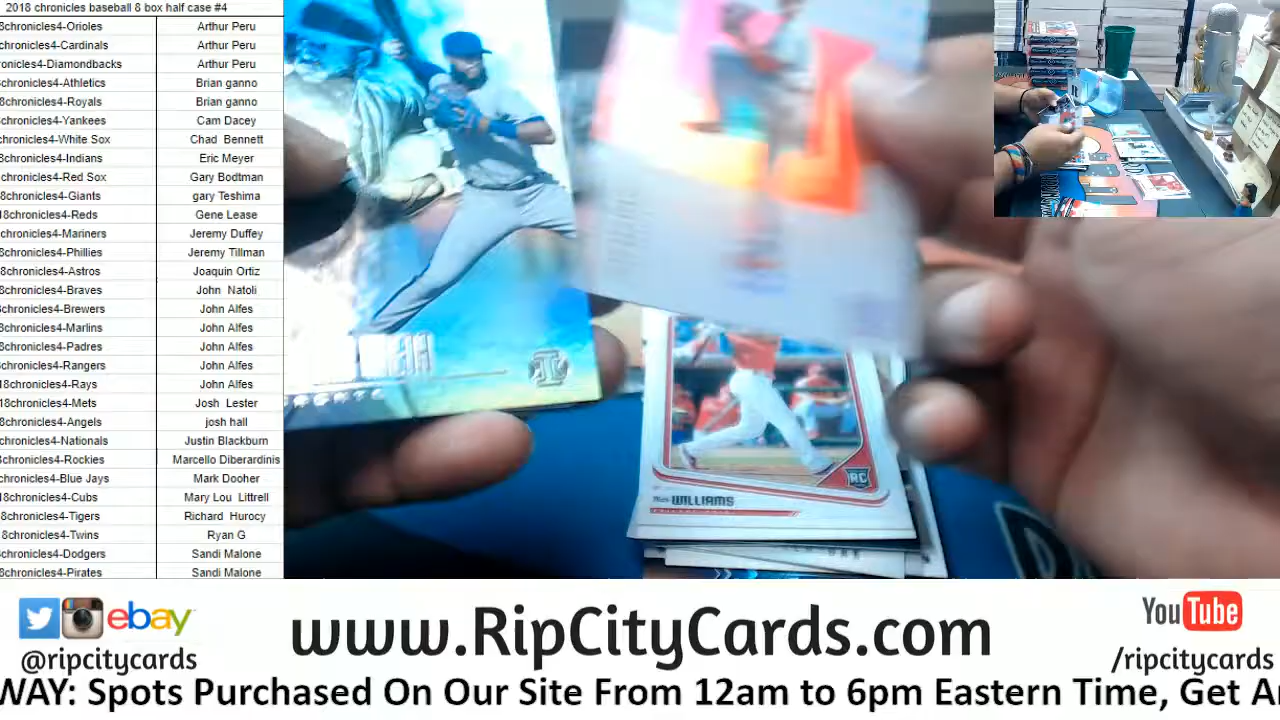 2018 chronicles baseball 8 box half case #4
8chronicles4-Orioles Arthur Peru
chronicles4-Cardinals Arthur Peru
ronicles4-Diamondbacks Arthur Peru
chronicles4-Athletics Brian ganno
8chronicles4-Royals Brian ganno
chronicles4-Yankees Cam Dacey
chronicles4-White Sox Chad Bennett
chronicles4-Indians Eric Meyer
chronicles4-Red Sox Gary Bodtman
8chronicles4-Giants gary Teshima
18chronicles4-Reds Gene Lease
chronicles4-Mariners Jeremy Duffey
chronicles4-Phillies Jeremy Tillman
8chronicles4-Astros Joaquin Ortiz
8chronicles4-Braves John Natoli
chronicles4-Brewers John Alfes
chronicles4-Marlins John Alfes
chronicles4-Padres John Alfes
chronicles4-Rangers John Alfes
18chronicles4-Rays John Alfes
18chronicles4-Mets Josh Lester
8chronicles4-Angels josh hall
chronicles4-Nationals Justin Blackburn
chronicles4-Rockies Marcello Diberardinis
chronicles4-Blue Jays Mark Dooher
18chronicles4-Cubs Mary Lou Littrell
8chronicles4-Tigers Richard Hurocy
8chronicles4-Twins Ryan G
chronicles4-Dodgers Sandi Malone
8chronicles4-Pirates Sandi Malone
RC
WILLIAMS
ebay
@ripcitycards
www.RipCityCards.com
YouTube
/ripcitycards
WAY: Spots Purchased On Our Site From 12am to 6pm Eastern Time, Get A